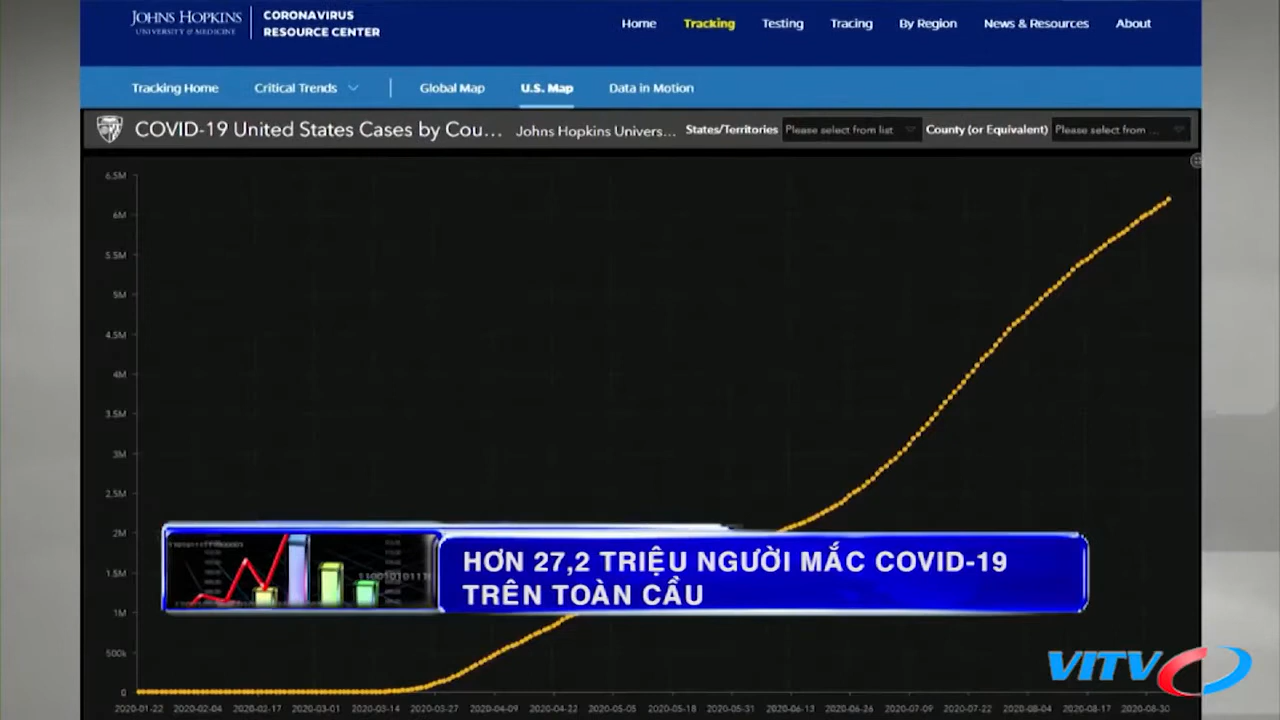 JOHNS HOPKINS
UNIVERSITY & MEDICINE
CORONAVIRUS
RESOURCE CENTER
Home
Tracking
Testing
Tracing
By Region
News & Resources
About
Tracking Home
Critical Trends
Global Map
U.S. Map
Data in Motion
COVID-19 United States Cases by Cou...
Johns Hopkins Univers...
States/Territories
Please select from list
County (or Equivalent)
Please select from ...
6.5M
6M
5.5M
5M
4.5M
4M
3.5M
3M
2.5M
2M
1.5M
1M
500k
0
HƠN 27,2 TRIỆU NGƯỜI MẮC COVID-19
TRÊN TOÀN CẦU
VITV
2020-01-22
2020-02-04
2020-02-17
2020-03-01
2020-03-14
2020-03-27
2020-04-09
2020-04-22
2020-05-05
2020-05-18
2020-05-31
2020-06-13
2020-06-26
2020-07-09
2020-07-22
2020-08-04
2020-08-17
2020-08-30